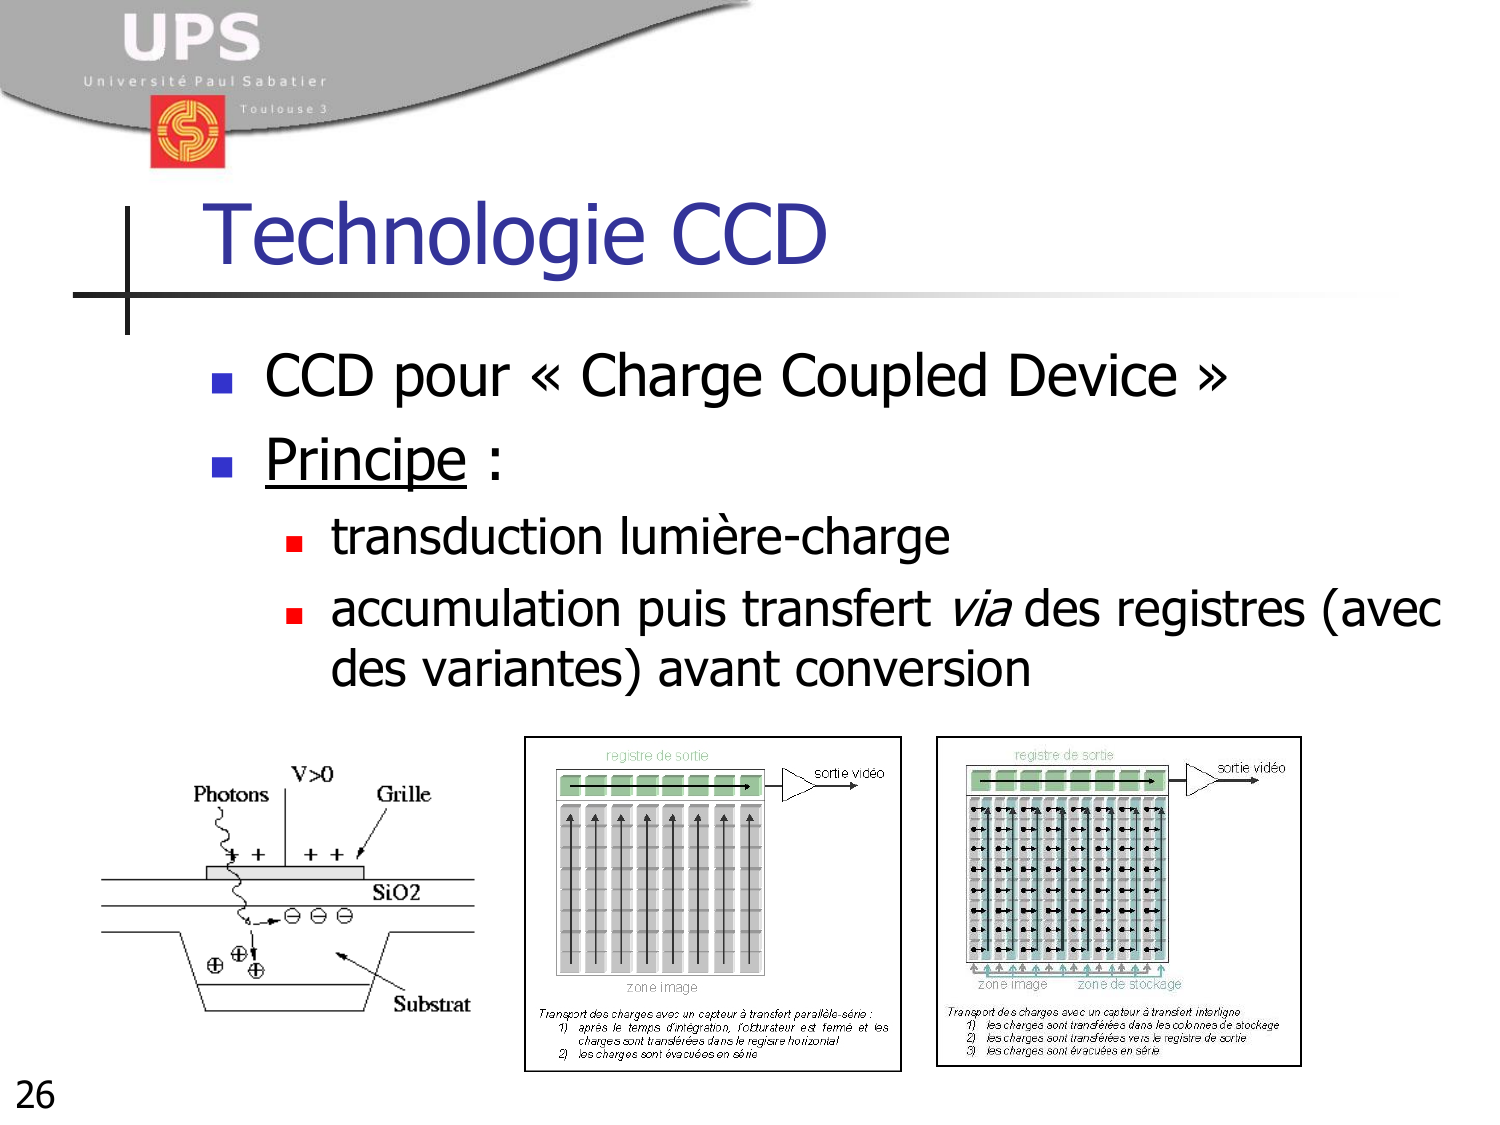 UPS
Université Paul Sabatier
Toulouse 3
Technologie CCD
CCD pour « Charge Coupled Device »
Principe :
transduction lumière-charge
accumulation puis transfert via des registres (avec
des variantes) avant conversion
V>0
Photons
Grille
+ + + +
SiO2
Substrat
registre de sortie
sortie vidéo
zone image
Transport des charges avec un capteur à transfert parallèle-série :
1) après le temps d'intégration, l'obturateur est fermé et les
charges sont transférées dans le registre horizontal
2) les charges sont évacuées en série
registre de sortie
sortie vidéo
zone image
zone de stockage
Transport des charges avec un capteur à transfert interligne
1) les charges sont transférées dans les colonnes de stockage
2) les charges sont transférées vers le registre de sortie
3) les charges sont évacuées en série
26